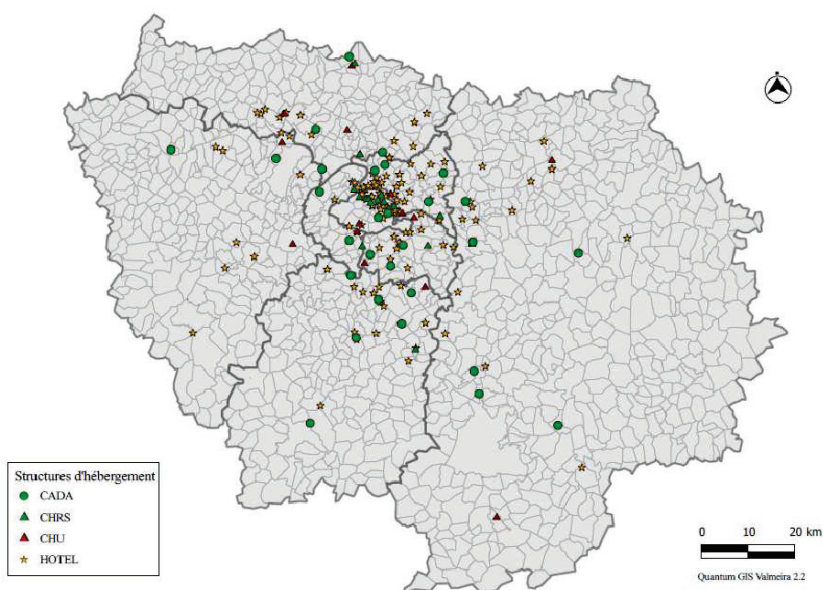 Structures d'hébergement
CADA
CHRS
CHU
HOTEL
0 10 20 km
Quantum GIS Valmeira 2.2